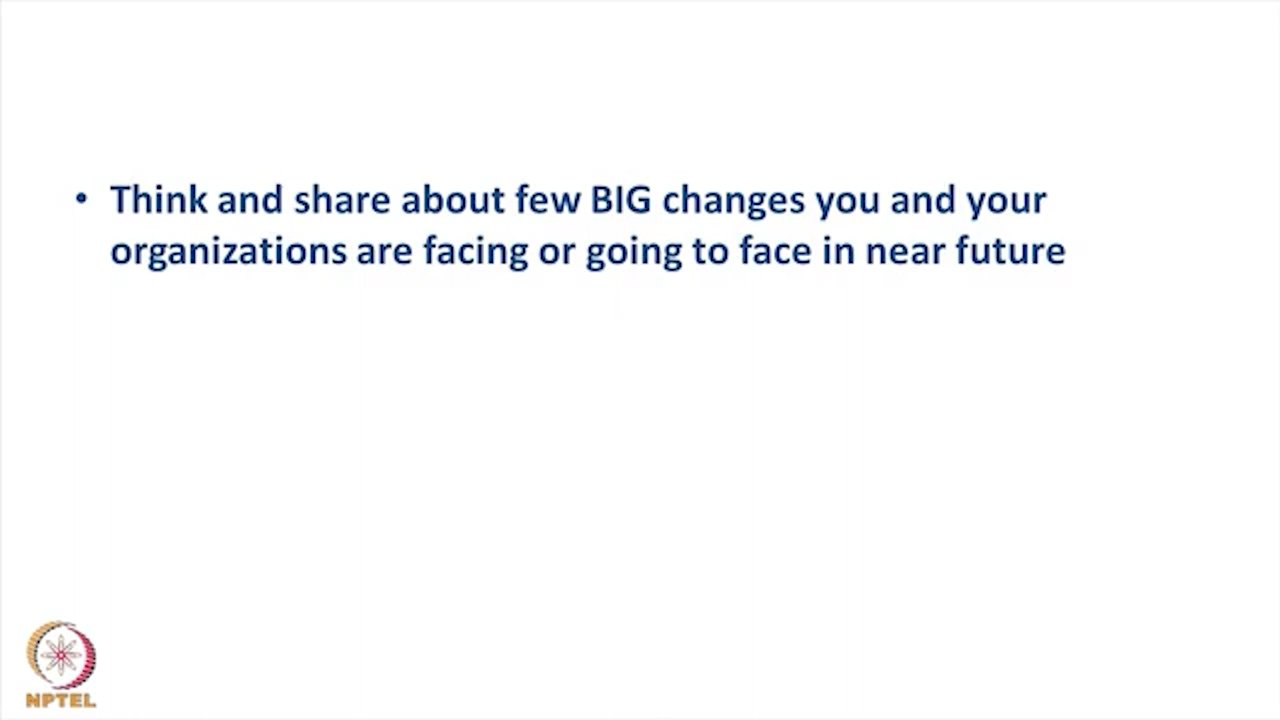 • Think and share about few BIG changes you and your
organizations are facing or going to face in near future
NPTEL